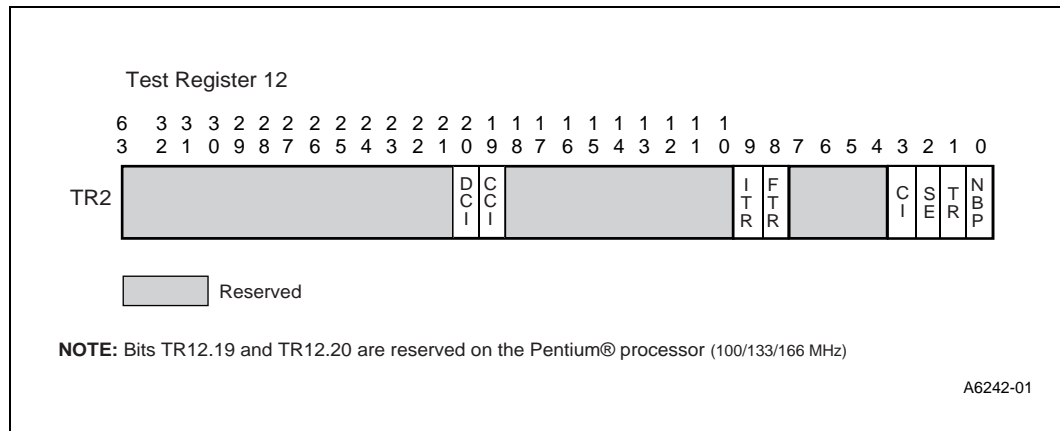 Test Register 12
6 3 3 3 2 2 2 2 2 2 2 2 2 2 1 1 1 1 1 1 1 1 1 1
3 2 1 0 9 8 7 6 5 4 3 2 1 0 9 8 7 6 5 4 3 2 1 0 9 8 7 6 5 4 3 2 1 0
TR2
DCI
CCI
ITR
FTR
CI
SE
TR
NBP
Reserved
NOTE: Bits TR12.19 and TR12.20 are reserved on the Pentium® processor (100/133/166 MHz)
A6242-01